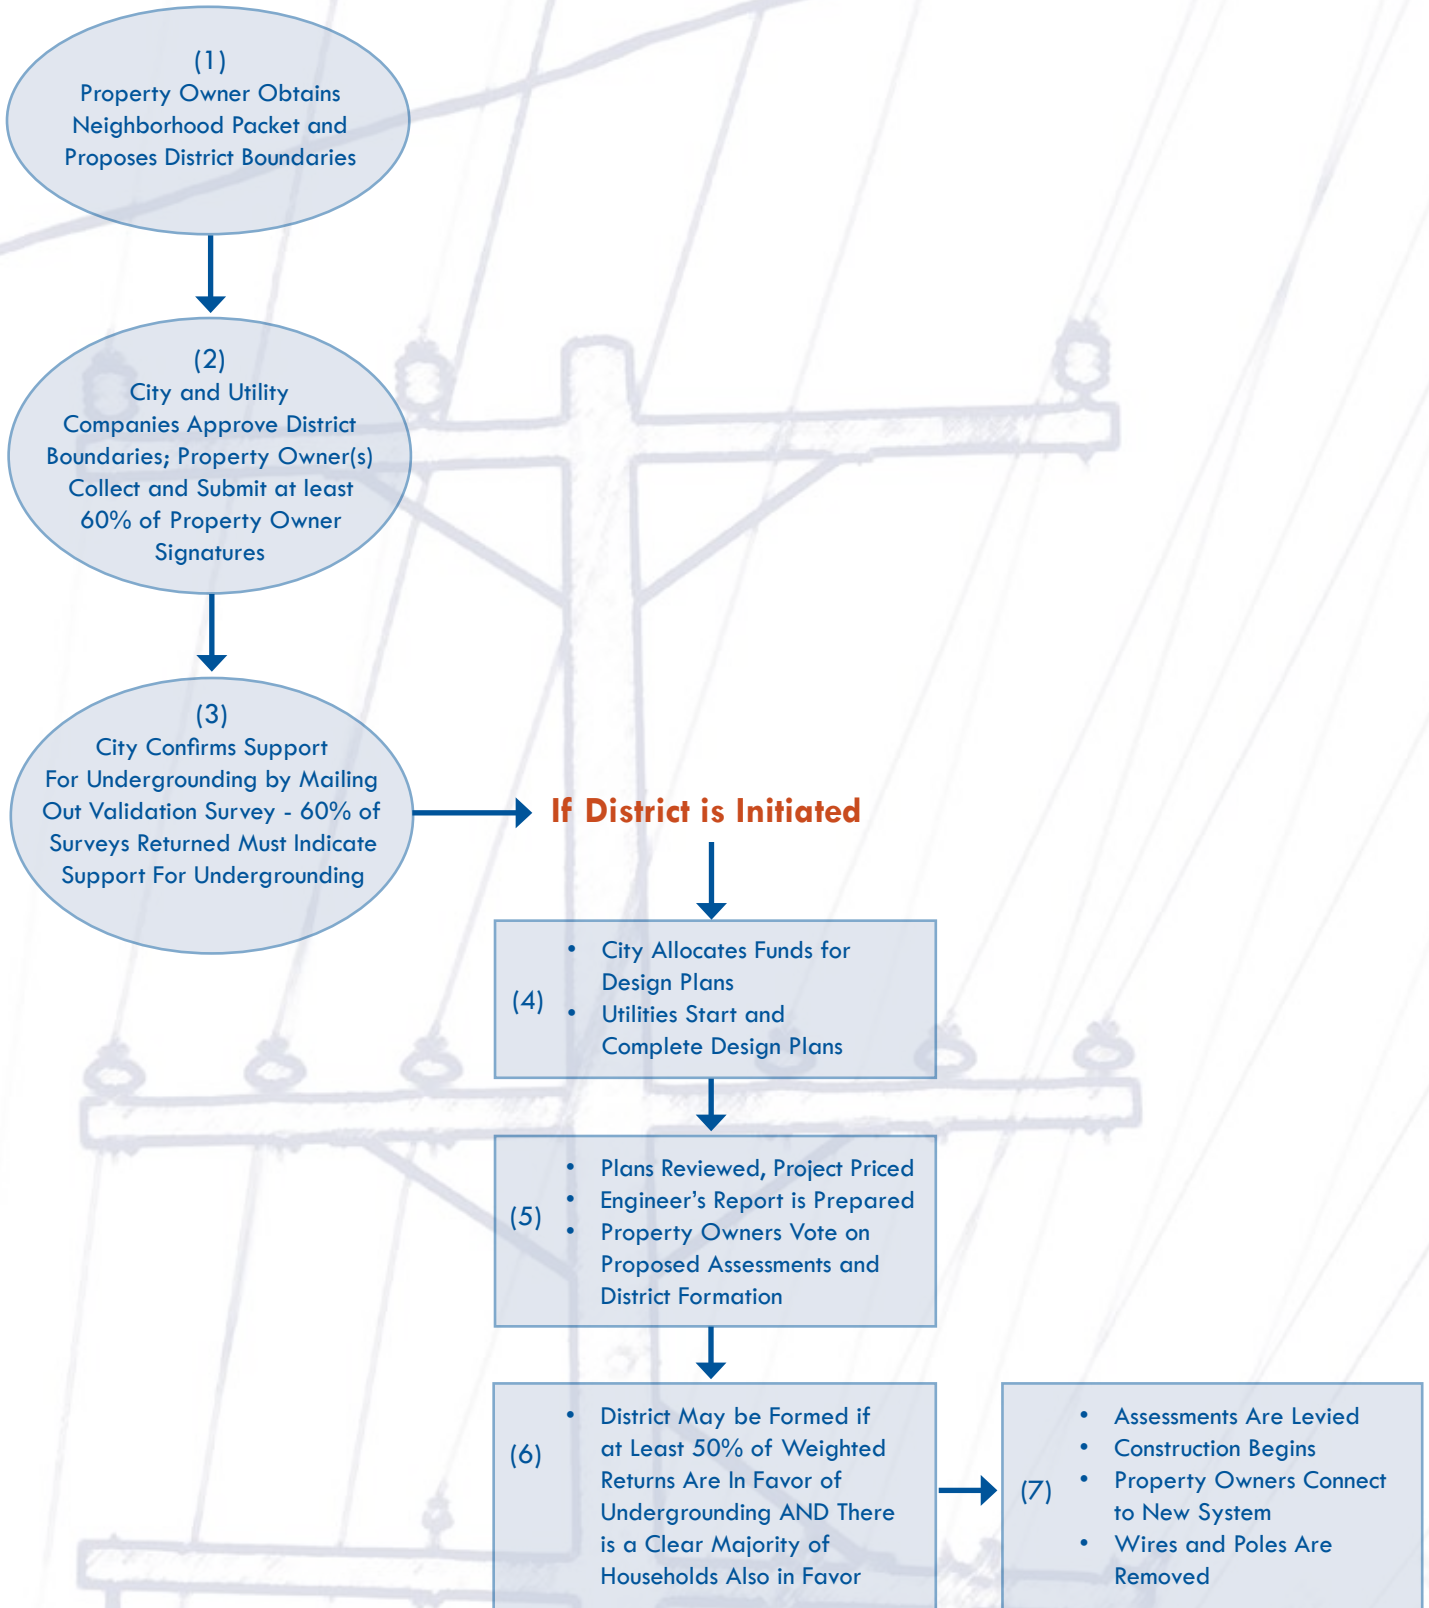 (1)
Property Owner Obtains
Neighborhood Packet and
Proposes District Boundaries
(2)
City and Utility
Companies Approve District
Boundaries; Property Owner(s)
Collect and Submit at least
60% of Property Owner
Signatures
(3)
City Confirms Support
For Undergrounding by Mailing
Out Validation Survey - 60% of
Surveys Returned Must Indicate
Support For Undergrounding
If District is Initiated
(4)
• City Allocates Funds for
Design Plans
• Utilities Start and
Complete Design Plans
(5)
• Plans Reviewed, Project Priced
• Engineer’s Report is Prepared
• Property Owners Vote on
Proposed Assessments and
District Formation
(6)
• District May be Formed if
at Least 50% of Weighted
Returns Are In Favor of
Undergrounding AND There
is a Clear Majority of
Households Also in Favor
(7)
• Assessments Are Levied
• Construction Begins
• Property Owners Connect
to New System
• Wires and Poles Are
Removed